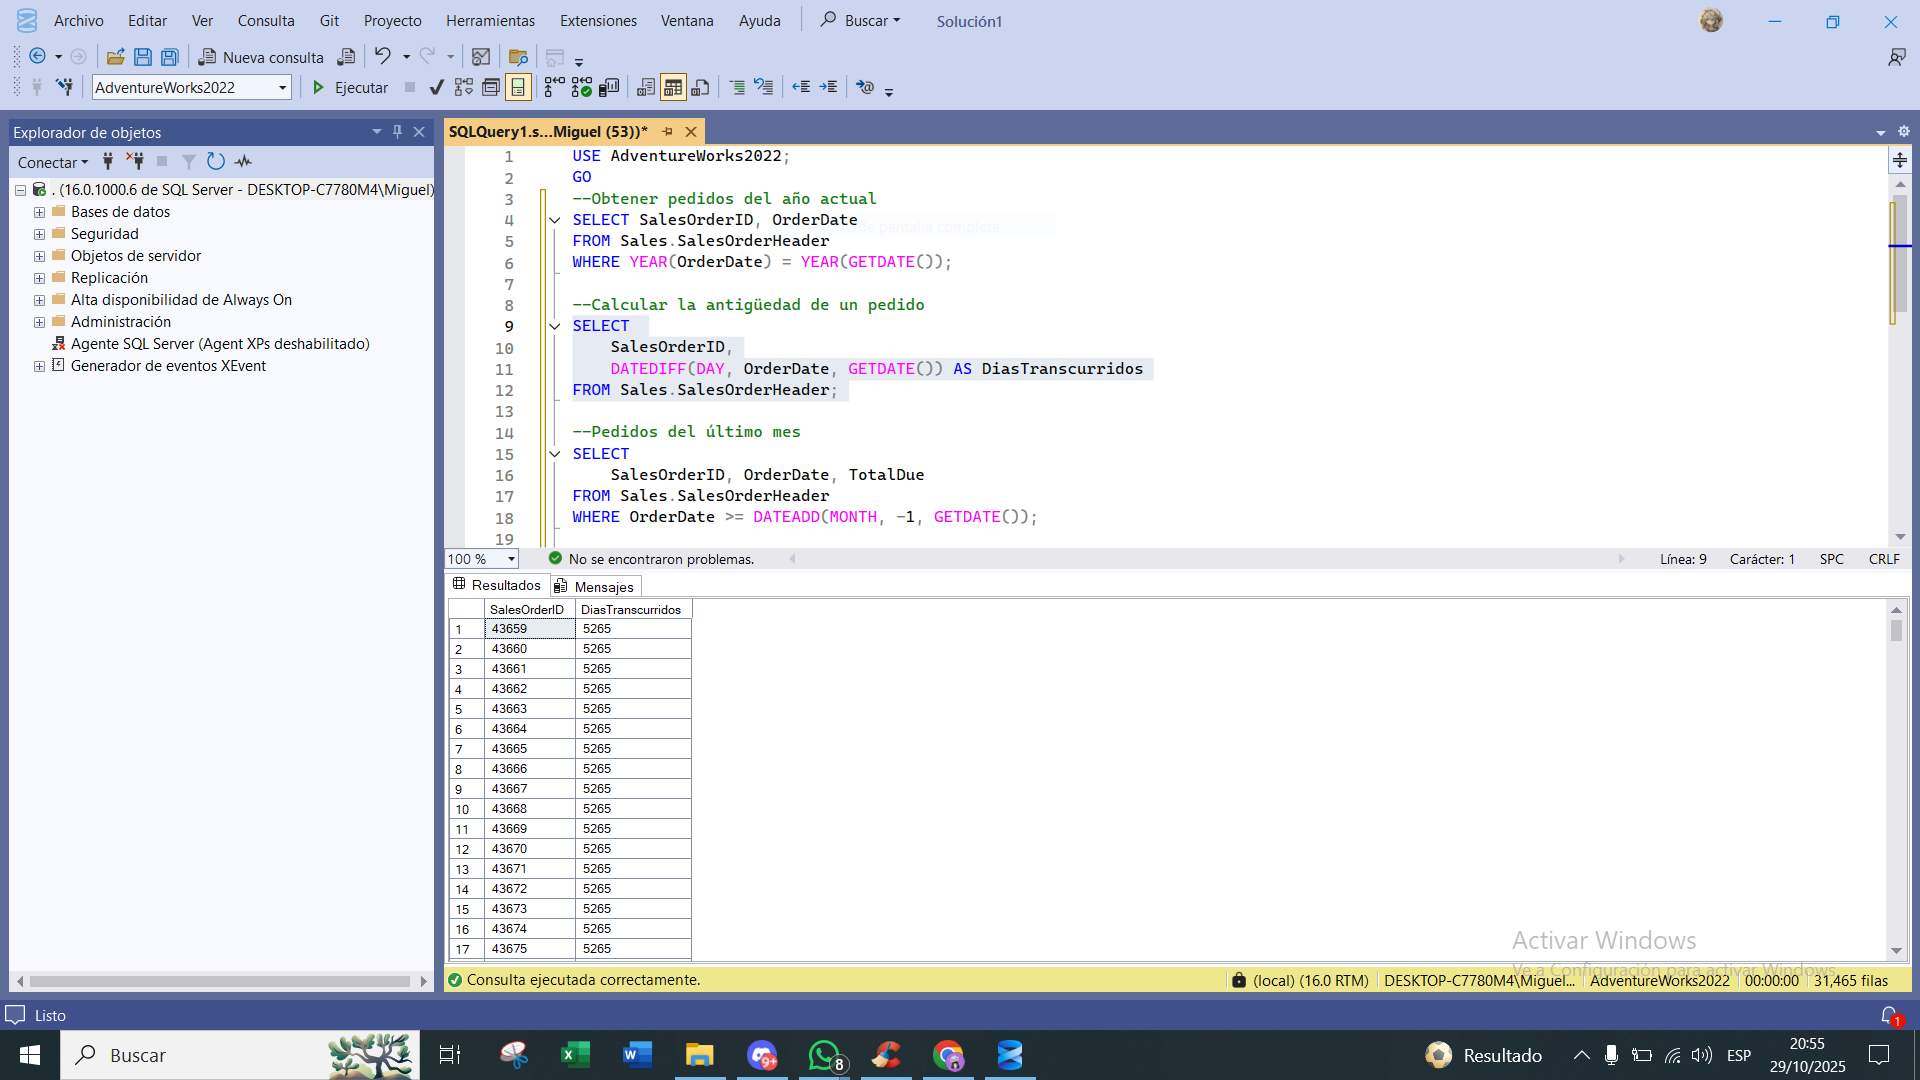 Archivo Editar Ver Consulta Git Proyecto Herramientas Extensiones Ventana Ayuda Buscar Solución1
Nueva consulta
AdventureWorks2022 Ejecutar
Explorador de objetos
Conectar
. (16.0.1000.6 de SQL Server - DESKTOP-C7780M4\Miguel)
Bases de datos
Seguridad
Objetos de servidor
Replicación
Alta disponibilidad de Always On
Administración
Agente SQL Server (Agent XPs deshabilitado)
Generador de eventos XEvent
SQLQuery1.s...Miguel (53))*
1 USE AdventureWorks2022;
2 GO
3 --Obtener pedidos del año actual
4 SELECT SalesOrderID, OrderDate
5 FROM Sales.SalesOrderHeader
6 WHERE YEAR(OrderDate) = YEAR(GETDATE());
7
8 --Calcular la antigüedad de un pedido
9 SELECT
10 SalesOrderID,
11 DATEDIFF(DAY, OrderDate, GETDATE()) AS DiasTranscurridos
12 FROM Sales.SalesOrderHeader;
13
14 --Pedidos del último mes
15 SELECT
16 SalesOrderID, OrderDate, TotalDue
17 FROM Sales.SalesOrderHeader
18 WHERE OrderDate >= DATEADD(MONTH, -1, GETDATE());
19
100 % No se encontraron problemas. Línea: 9 Carácter: 1 SPC CRLF
Resultados Mensajes
SalesOrderID DiasTranscurridos
1 43659 5265
2 43660 5265
3 43661 5265
4 43662 5265
5 43663 5265
6 43664 5265
7 43665 5265
8 43666 5265
9 43667 5265
10 43668 5265
11 43669 5265
12 43670 5265
13 43671 5265
14 43672 5265
15 43673 5265
16 43674 5265
17 43675 5265
Activar Windows
Ve a Configuración para activar Windows.
Consulta ejecutada correctamente. (local) (16.0 RTM) DESKTOP-C7780M4\Miguel... AdventureWorks2022 00:00:00 31,465 filas
Listo 1
Buscar 9+ 8 Resultado ESP 20:55
29/10/2025